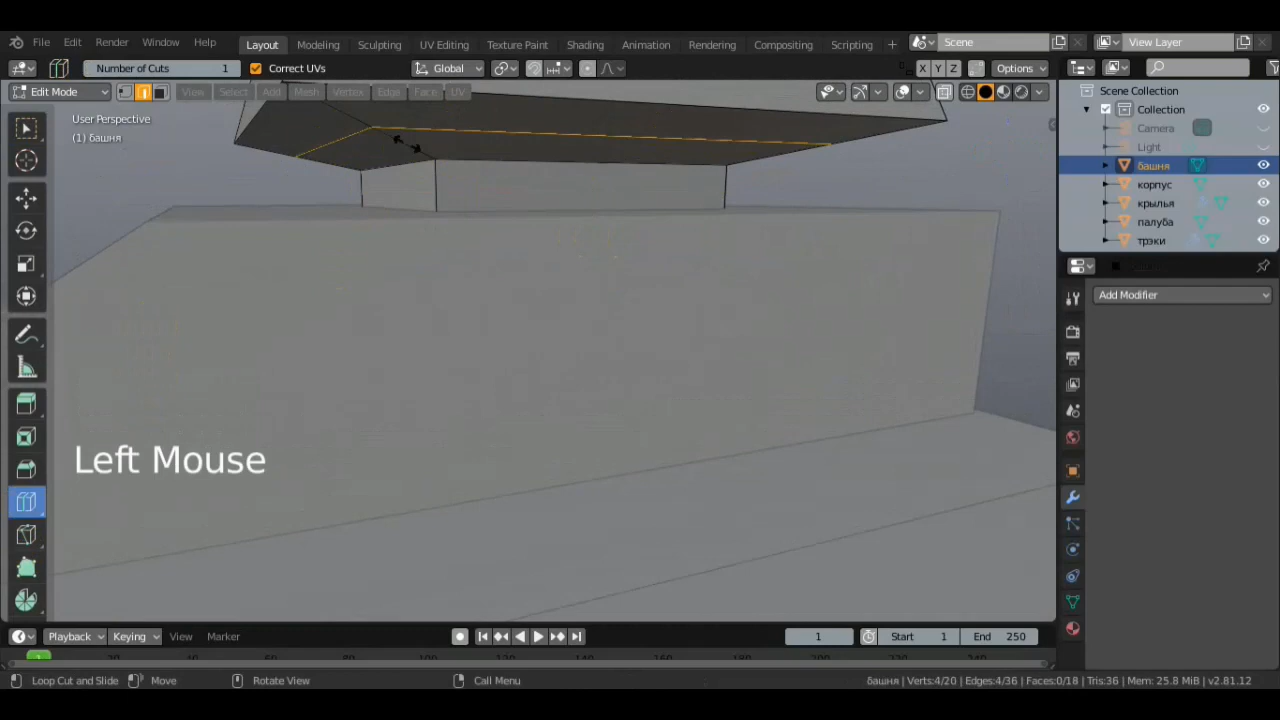 File Edit Render Window Help Layout Modeling Sculpting UV Editing Texture Paint Shading Animation Rendering Compositing Scripting + Scene View Layer
Number of Cuts 1 Correct UVs Global X Y Z Options
Edit Mode View Select Add Mesh Vertex Edge Face UV
User Perspective
(1) башня
Scene Collection
Collection
Camera
Light
башня
корпус
крылья
палуба
трэки
Add Modifier
Left Mouse
Playback Keying View Marker 1 Start 1 End 250
1
Loop Cut and Slide Move Rotate View Call Menu башня | Verts:4/20 | Edges:4/36 | Faces:0/18 | Tris:36 | Mem: 25.8 MiB | v2.81.12